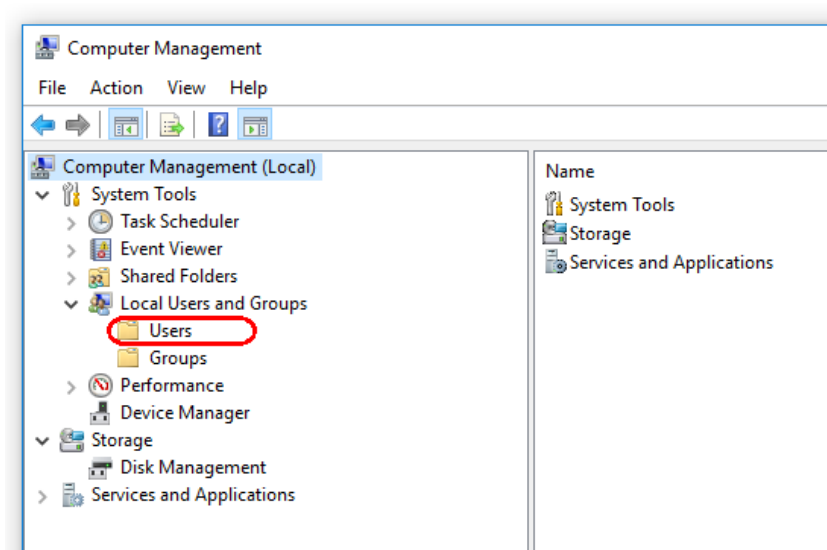 Computer Management
File Action View Help
Computer Management (Local)
System Tools
Task Scheduler
Event Viewer
Shared Folders
Local Users and Groups
Users
Groups
Performance
Device Manager
Storage
Disk Management
Services and Applications
Name
System Tools
Storage
Services and Applications